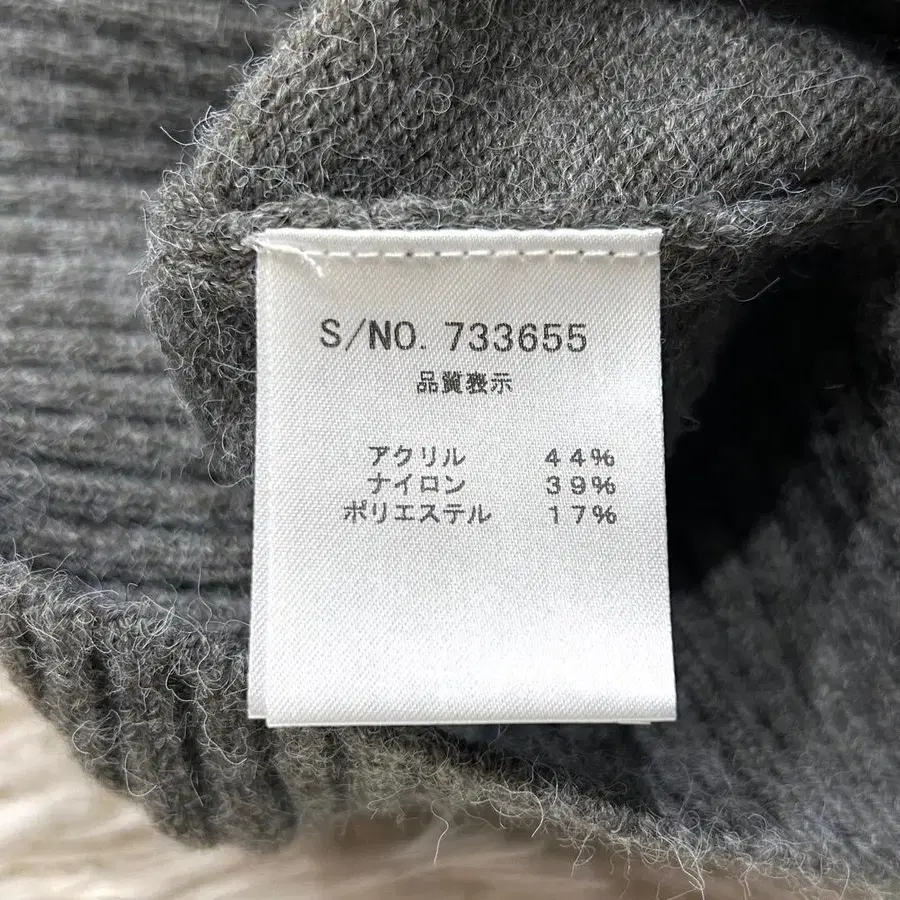 S/NO. 733655
品質表示
アクリル 44%
ナイロン 39%
ポリエステル 17%